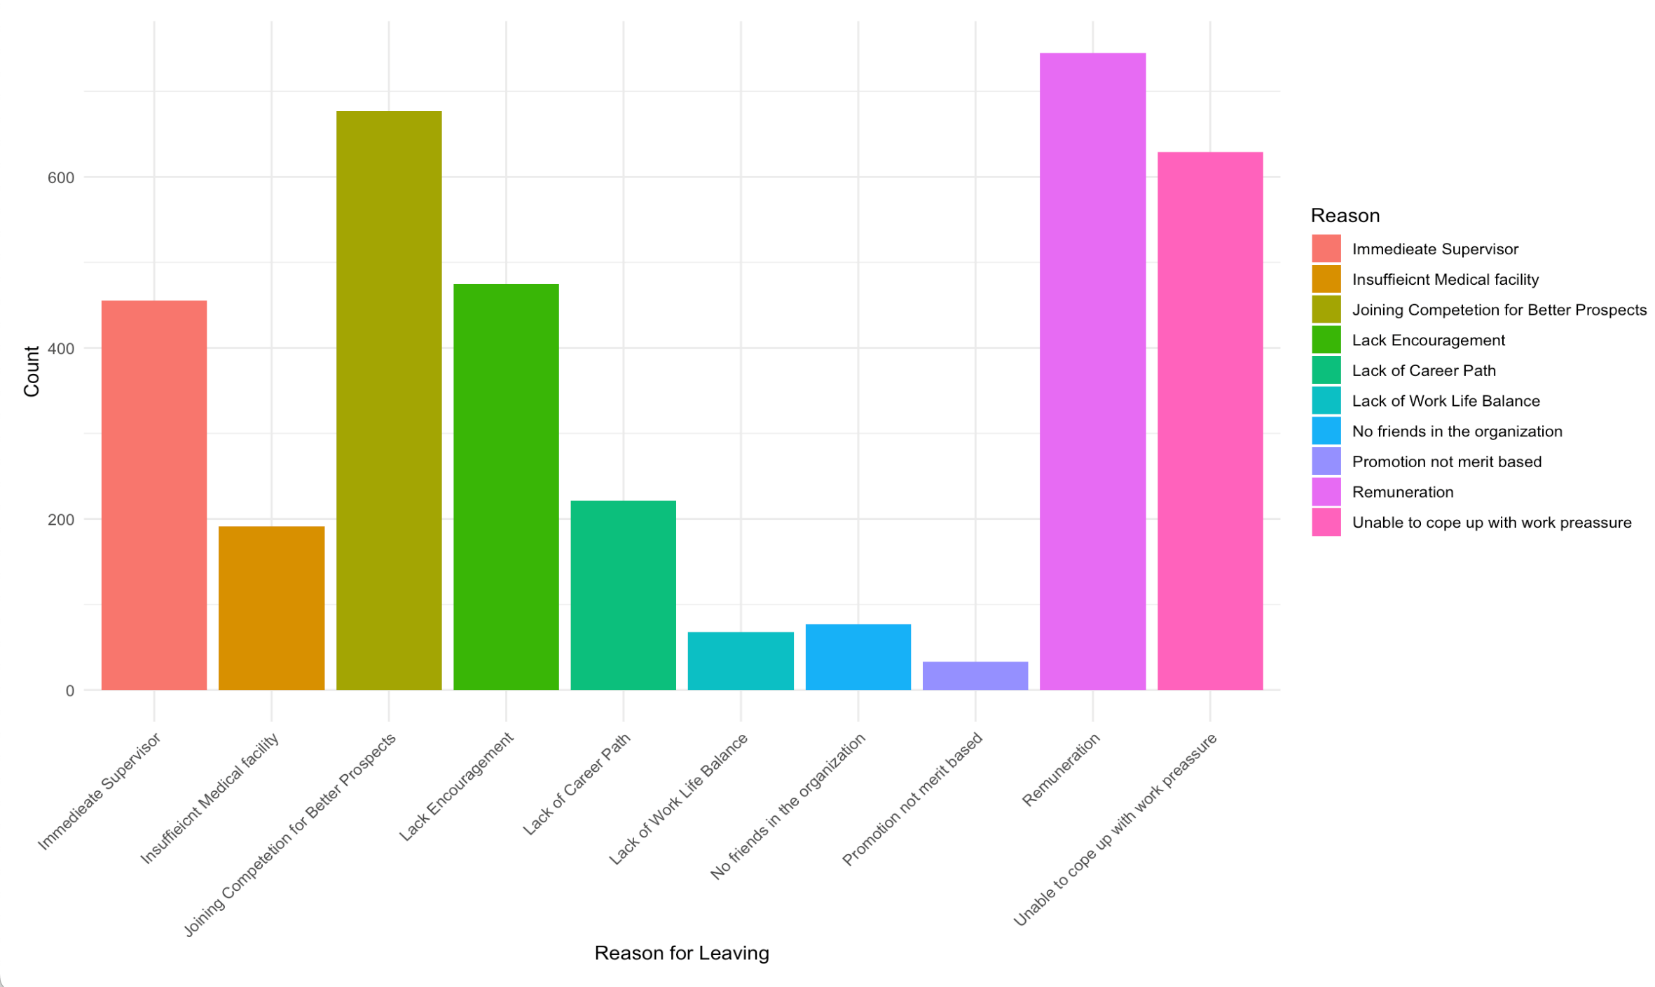 600
400
200
0
Count
Immedieate Supervisor
Insuffieicnt Medical facility
Joining Competetion for Better Prospects
Lack Encouragement
Lack of Career Path
Lack of Work Life Balance
No friends in the organization
Promotion not merit based
Remuneration
Unable to cope up with work preassure
Reason for Leaving
Reason
Immedieate Supervisor
Insuffieicnt Medical facility
Joining Competetion for Better Prospects
Lack Encouragement
Lack of Career Path
Lack of Work Life Balance
No friends in the organization
Promotion not merit based
Remuneration
Unable to cope up with work preassure